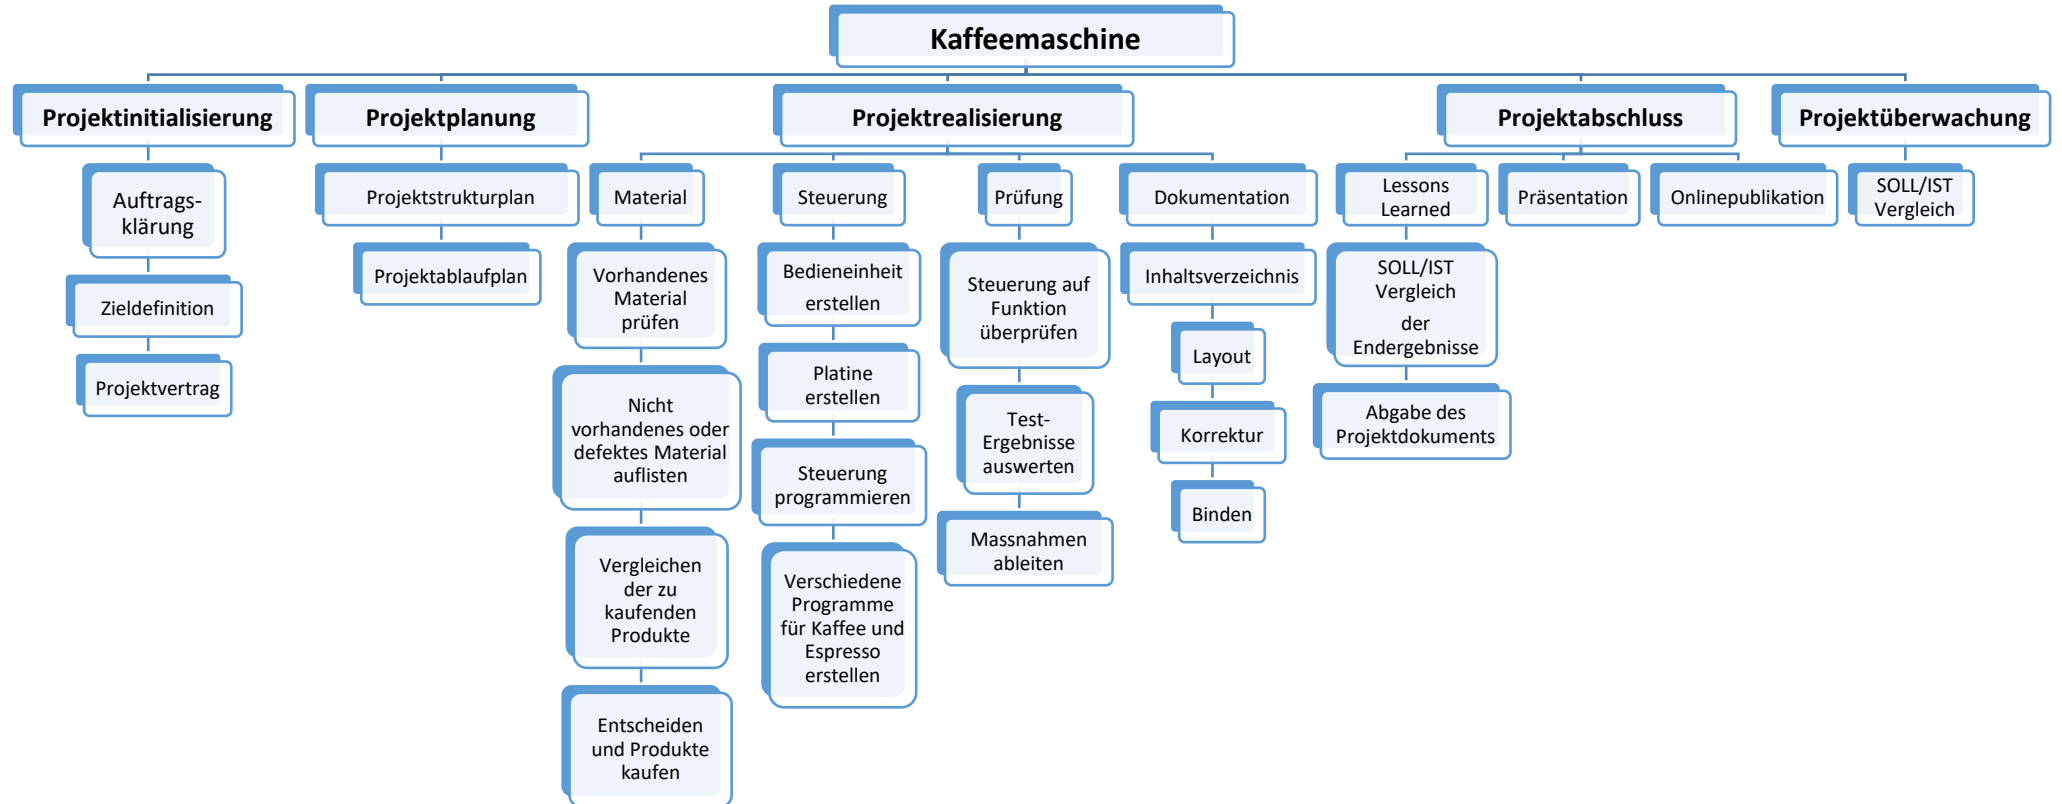 Kaffeemaschine
Projektinitialisierung
Projektplanung
Projektrealisierung
Projektabschluss
Projektüberwachung
Auftrags-
klärung
Zieldefinition
Projektvertrag
Projektstrukturplan
Projektablaufplan
Material
Vorhandenes
Material
prüfen
Nicht
vorhandenes oder
defektes Material
auflisten
Vergleichen
der zu
kaufenden
Produkte
Entscheiden
und Produkte
kaufen
Steuerung
Bedieneinheit
erstellen
Platine
erstellen
Steuerung
programmieren
Verschiedene
Programme
für Kaffee und
Espresso
erstellen
Prüfung
Steuerung auf
Funktion
überprüfen
Test-
Ergebnisse
auswerten
Massnahmen
ableiten
Dokumentation
Inhaltsverzeichnis
Layout
Korrektur
Binden
Lessons
Learned
SOLL/IST
Vergleich
der
Endergebnisse
Abgabe des
Projektdokuments
Präsentation
Onlinepublikation
SOLL/IST
Vergleich